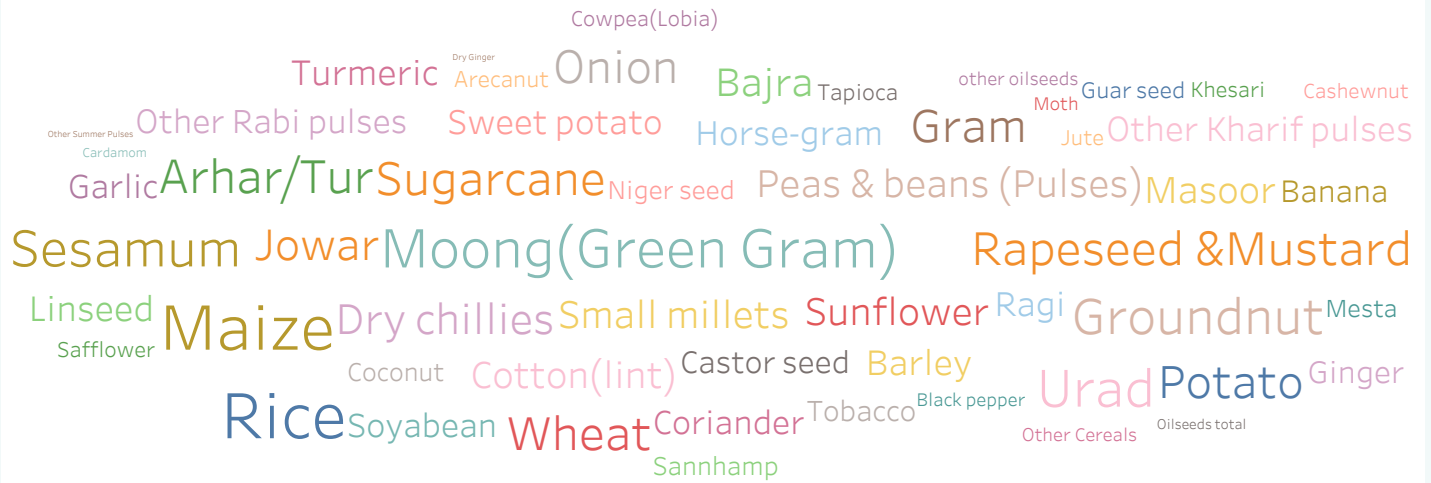 Cowpea(Lobia)
Dry Ginger
Turmeric Arecanut Onion Bajra Tapioca other oilseeds Guar seed Khesari Cashewnut
Moth
Other Summer Pulses Other Rabi pulses Sweet potato Horse-gram Gram Jute Other Kharif pulses
Cardamom
Garlic Arhar/Tur Sugarcane Niger seed Peas & beans (Pulses) Masoor Banana
Sesamum Jowar Moong(Green Gram) Rapeseed &Mustard
Linseed Maize Dry chillies Small millets Sunflower Ragi Groundnut Mesta
Safflower
Coconut Cotton(lint) Castor seed Barley Urad Potato Ginger
Rice Soyabean Wheat Coriander Tobacco Black pepper
Other Cereals Oilseeds total
Sannhamp